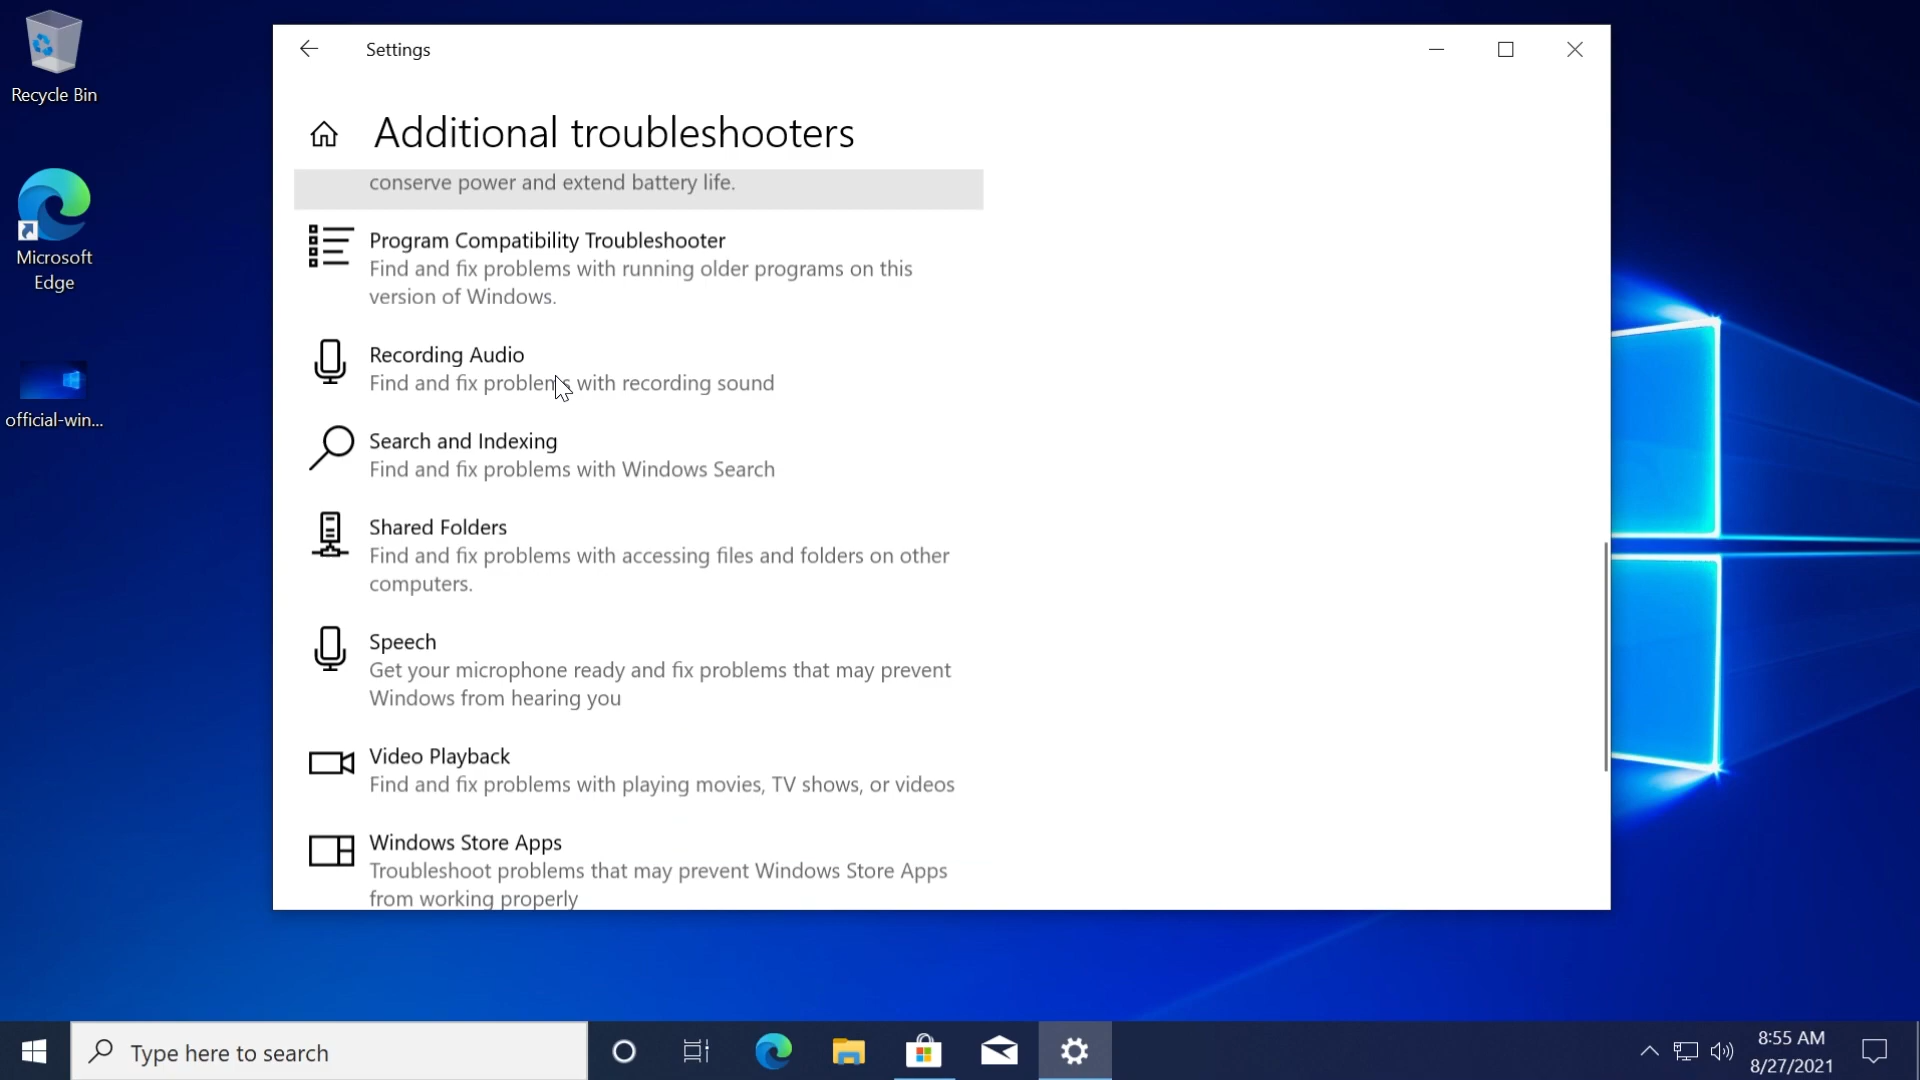 Recycle Bin
Microsoft
Edge
official-win...
Settings
Additional troubleshooters
conserve power and extend battery life.
Program Compatibility Troubleshooter
Find and fix problems with running older programs on this
version of Windows.
Recording Audio
Find and fix problems with recording sound
Search and Indexing
Find and fix problems with Windows Search
Shared Folders
Find and fix problems with accessing files and folders on other
computers.
Speech
Get your microphone ready and fix problems that may prevent
Windows from hearing you
Video Playback
Find and fix problems with playing movies, TV shows, or videos
Windows Store Apps
Troubleshoot problems that may prevent Windows Store Apps
from working properly
Type here to search
8:55 AM
8/27/2021